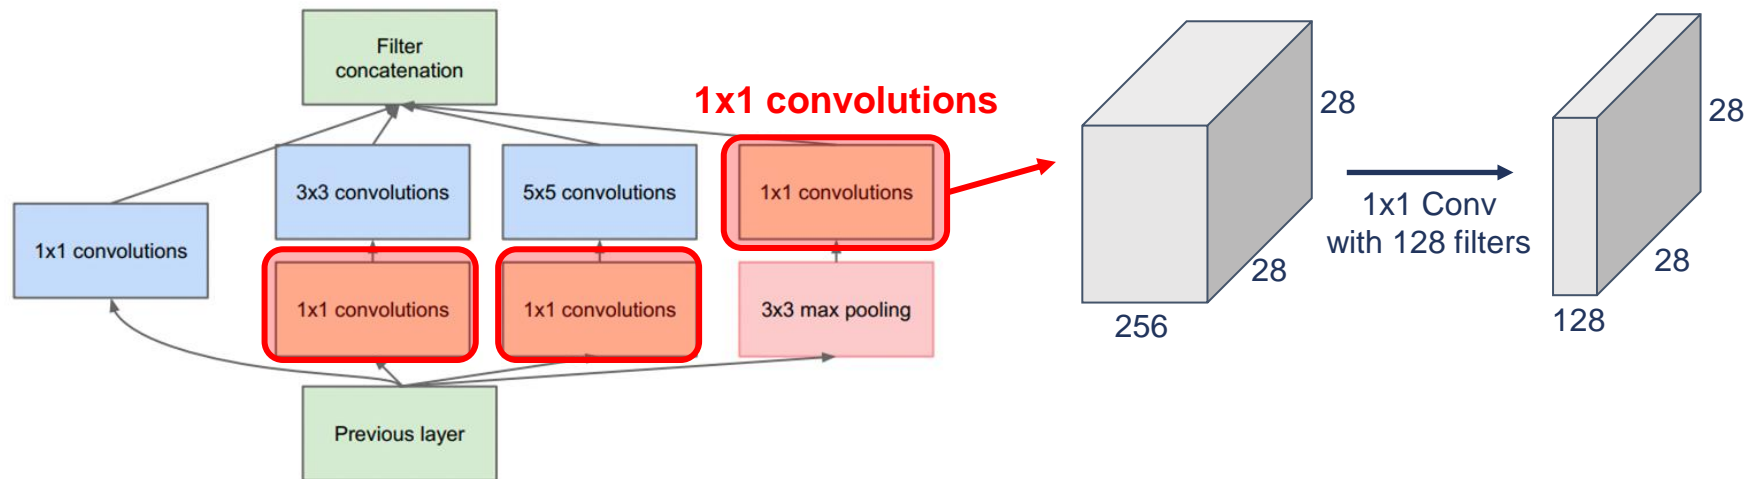 Filter
concatenation
1x1 convolutions
3x3 convolutions
5x5 convolutions
1x1 convolutions
1x1 convolutions
1x1 convolutions
1x1 convolutions
3x3 max pooling
Previous layer
28
28
256
1x1 Conv
with 128 filters
28
28
128